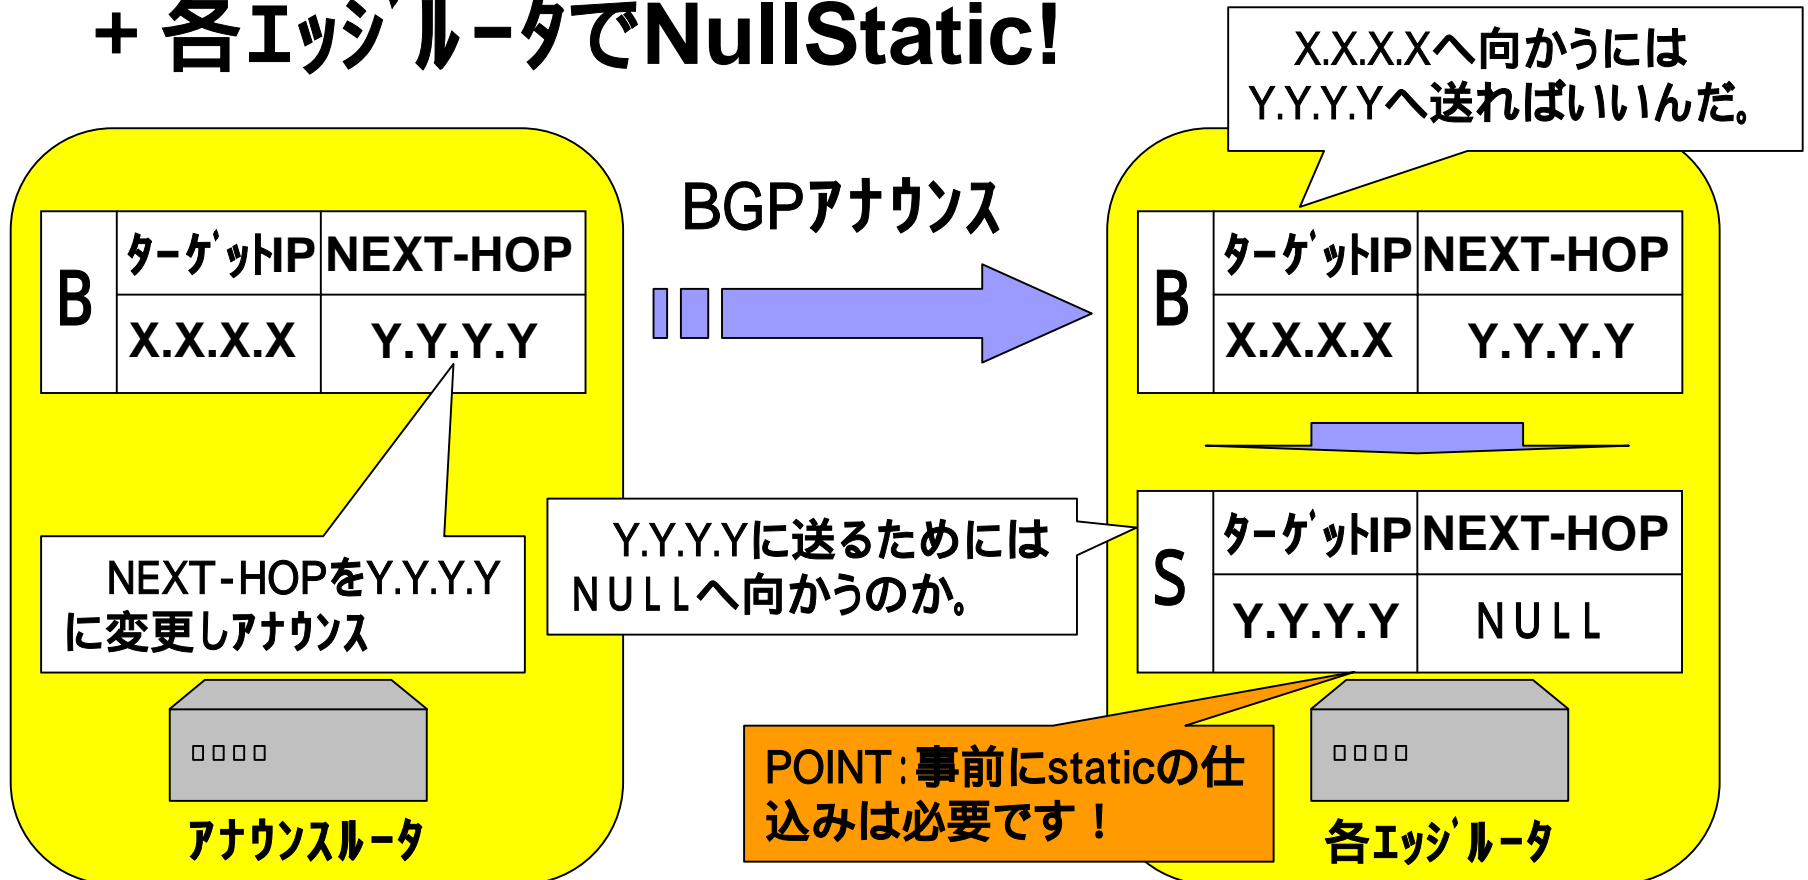 + 各ｴｯｼﾞﾙｰﾀでNullStatic!
X.X.X.Xへ向かうには
Y.Y.Y.Yへ送ればいいんだ。
BGPｱﾅｳﾝｽ
B
ﾀｰｹﾞｯﾄIP NEXT-HOP
X.X.X.X Y.Y.Y.Y
B
ﾀｰｹﾞｯﾄIP NEXT-HOP
X.X.X.X Y.Y.Y.Y
NEXT-HOPをY.Y.Y.Y
に変更しｱﾅｳﾝｽ
Y.Y.Y.Yに送るためには
NULLへ向かうのか。
S
ﾀｰｹﾞｯﾄIP NEXT-HOP
Y.Y.Y.Y NULL
POINT:事前にstaticの仕
込みは必要です！
ｱﾅｳﾝｽﾙｰﾀ
各ｴｯｼﾞﾙｰﾀ